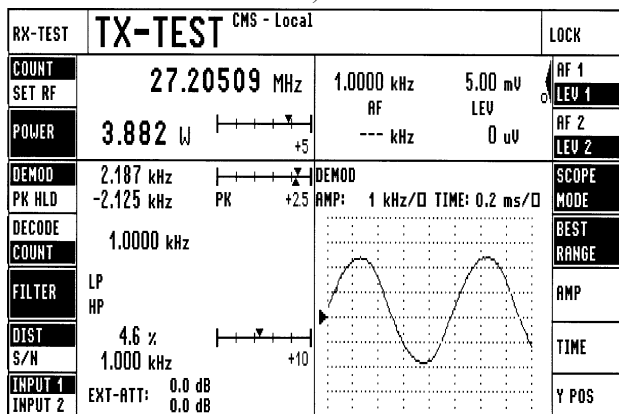 RX-TEST TX-TEST CMS - Local LOCK
COUNT 27.20509 MHz 1.0000 kHz 5.00 mV AF 1
SET RF AF LEV LEV 1
POWER 3.882 W +5 --- kHz 0 uV AF 2
LEV 2
DEMOD 2.187 kHz DEMOD SCOPE
PK HLD -2.125 kHz PK +2.5 AMP: 1 kHz/□ TIME: 0.2 ms/□ MODE
DECODE 1.0000 kHz BEST
COUNT RANGE
FILTER LP AMP
HP
DIST 4.6 % TIME
S/N 1.000 kHz +10
INPUT 1 EXT-ATT: 0.0 dB Y POS
INPUT 2 0.0 dB